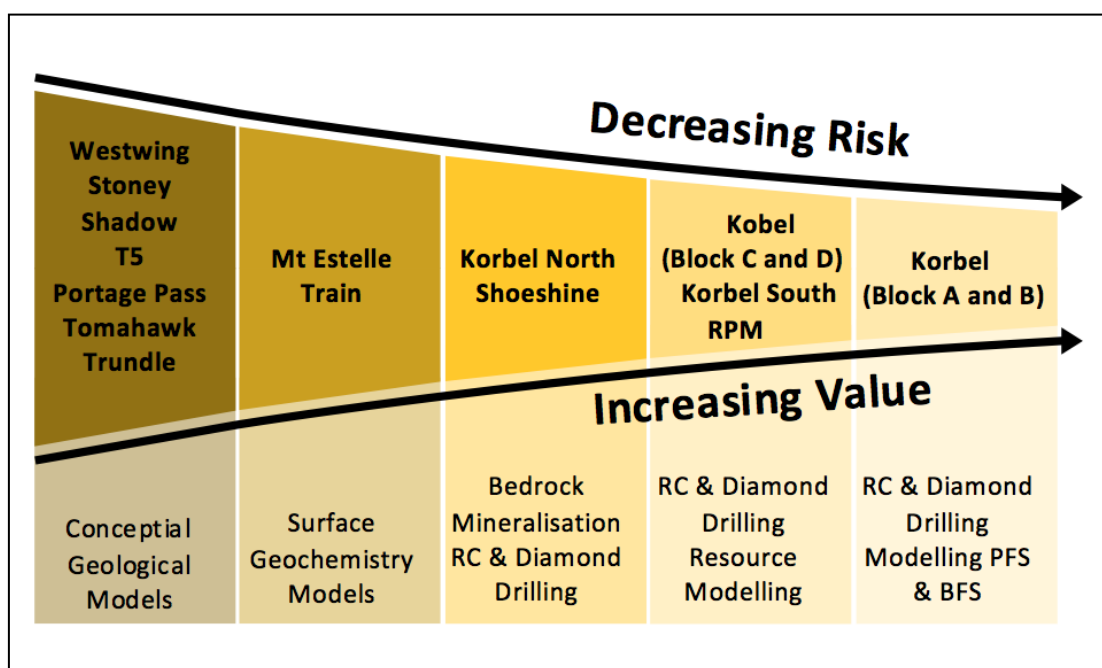 Decreasing Risk
Westwing
Stoney
Shadow
T5
Portage Pass
Tomahawk
Trundle
Mt Estelle
Train
Korbel North
Shoeshine
Kobel
(Block C and D)
Korbel South
RPM
Korbel
(Block A and B)
Increasing Value
Conceptial
Geological
Models
Surface
Geochemistry
Models
Bedrock
Mineralisation
RC & Diamond
Drilling
RC & Diamond
Drilling
Resource
Modelling
RC & Diamond
Drilling
Modelling PFS
& BFS